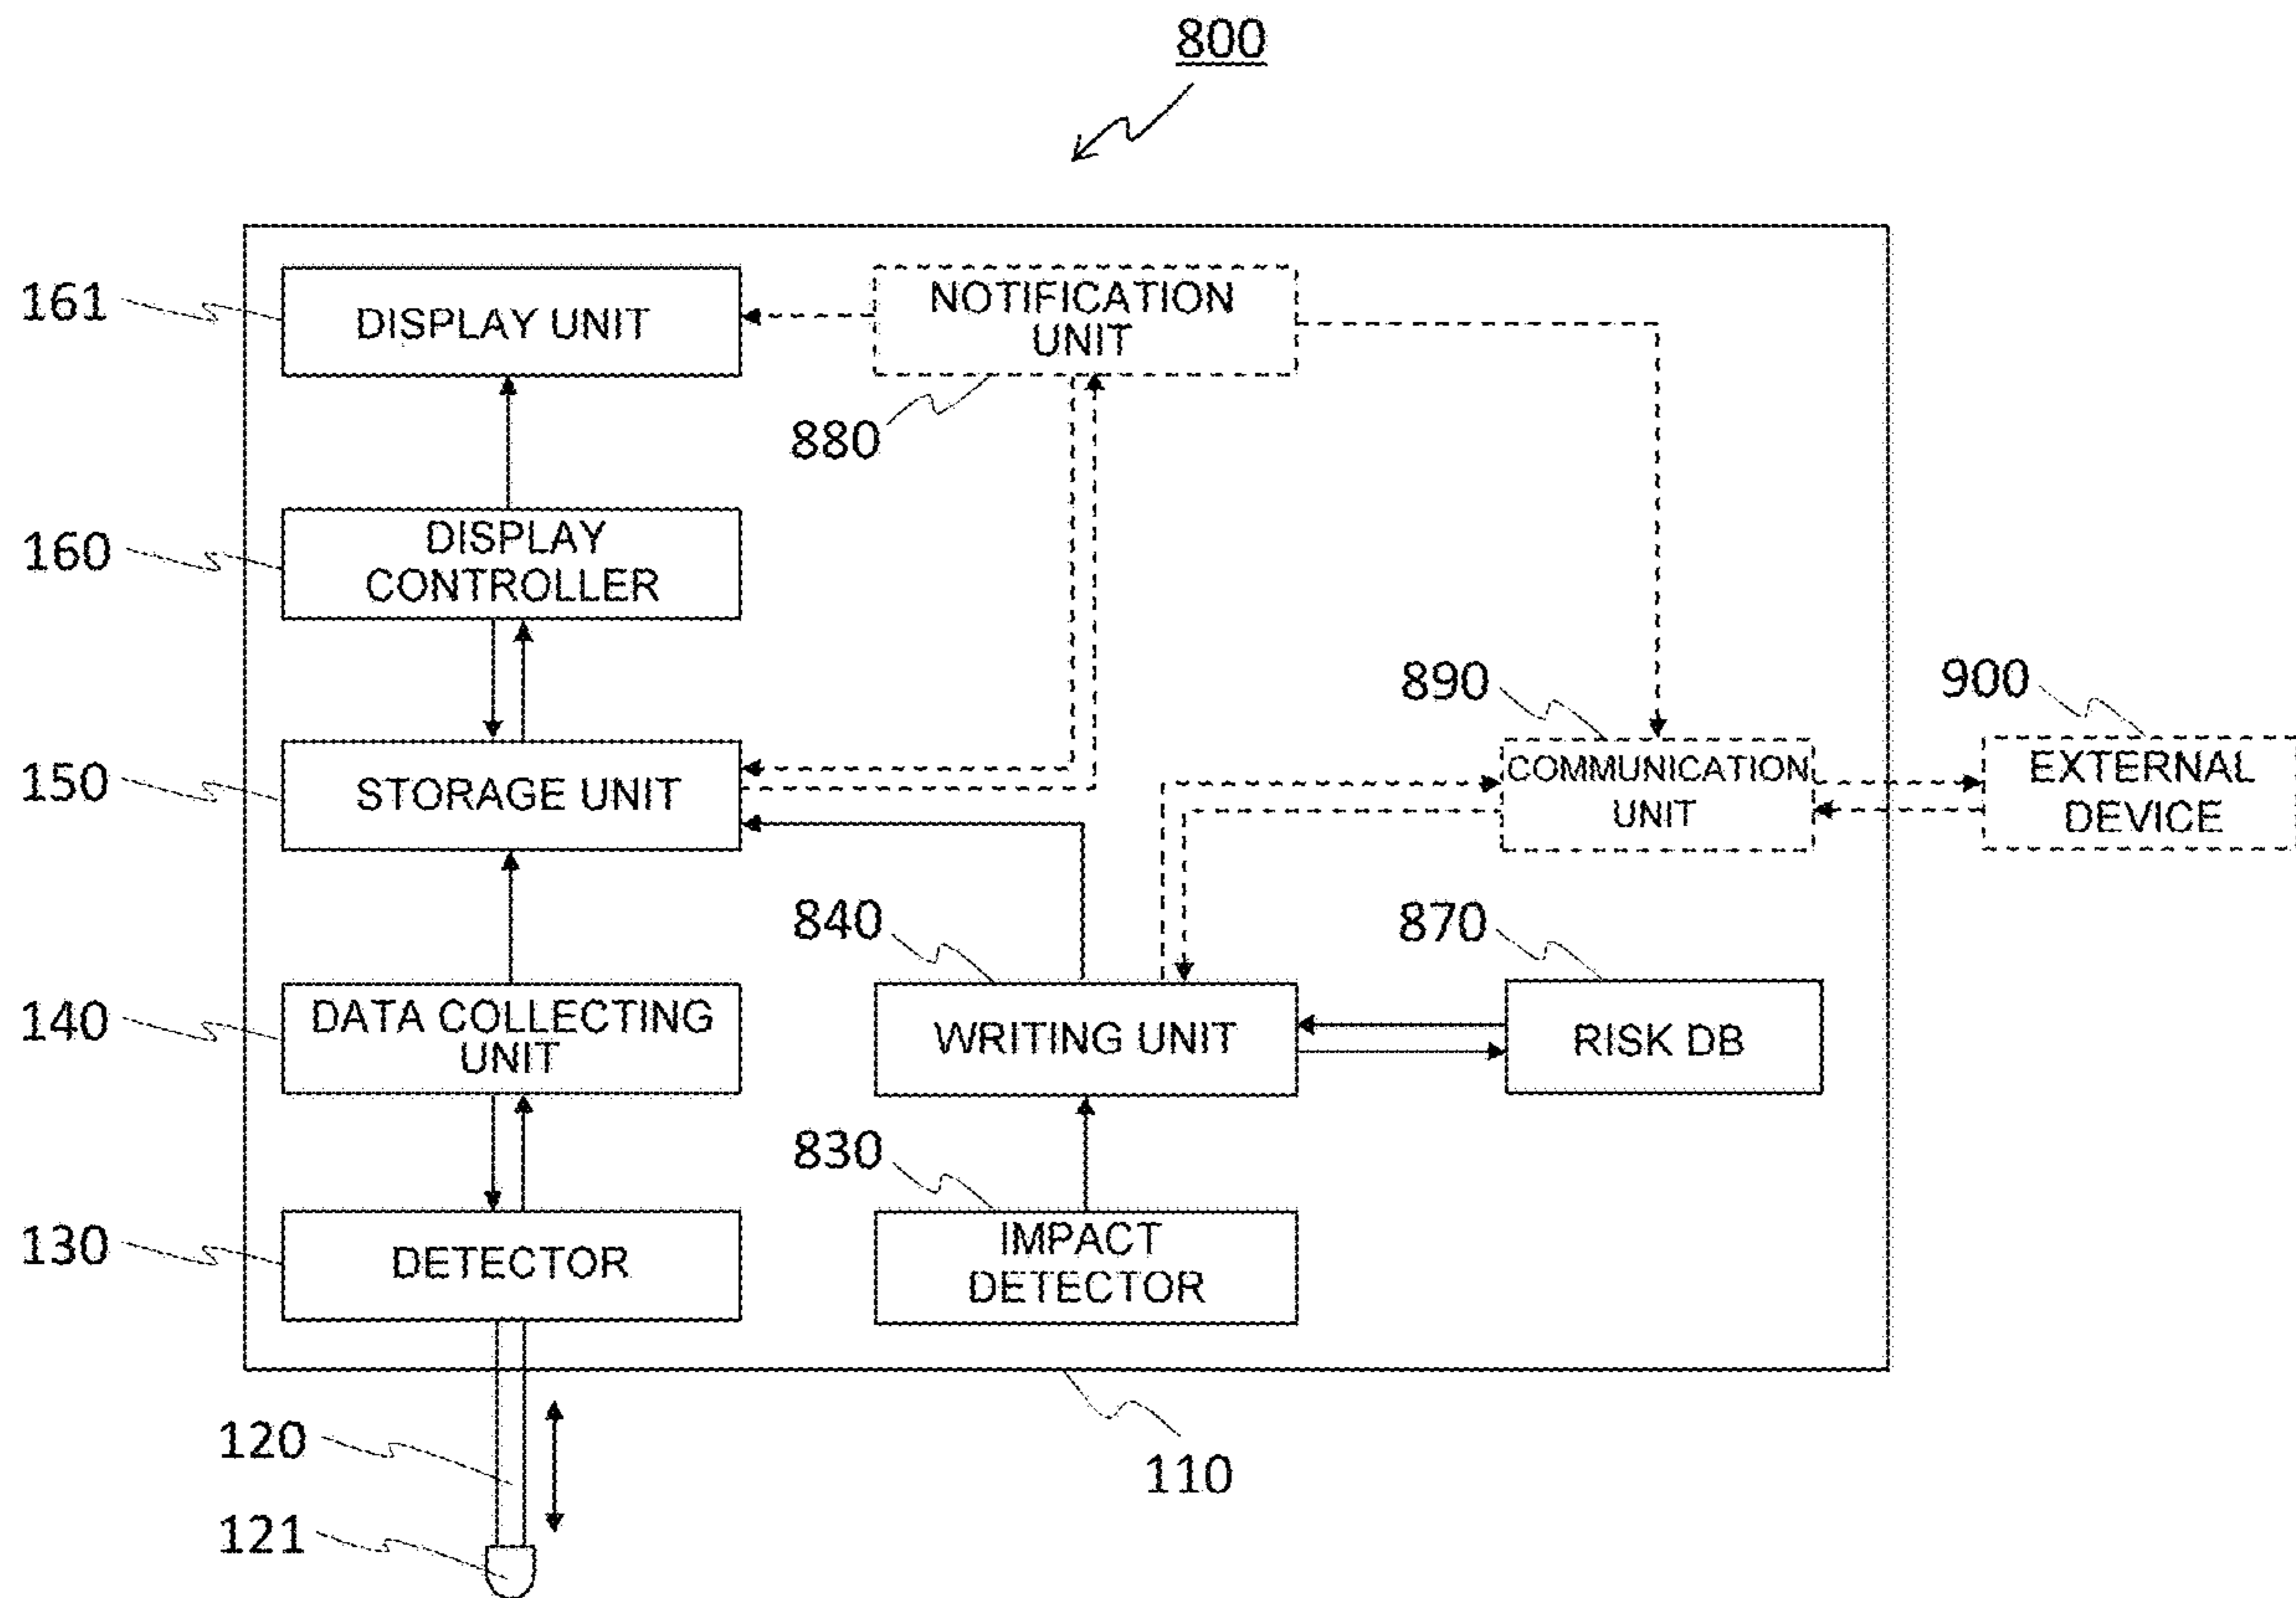 800
161
DISPLAY UNIT
NOTIFICATION
UNIT
880
160
DISPLAY
CONTROLLER
890
900
150
STORAGE UNIT
COMMUNICATION
UNIT
EXTERNAL
DEVICE
840
870
140
DATA COLLECTING
UNIT
WRITING UNIT
RISK DB
830
130
DETECTOR
IMPACT
DETECTOR
120
110
121